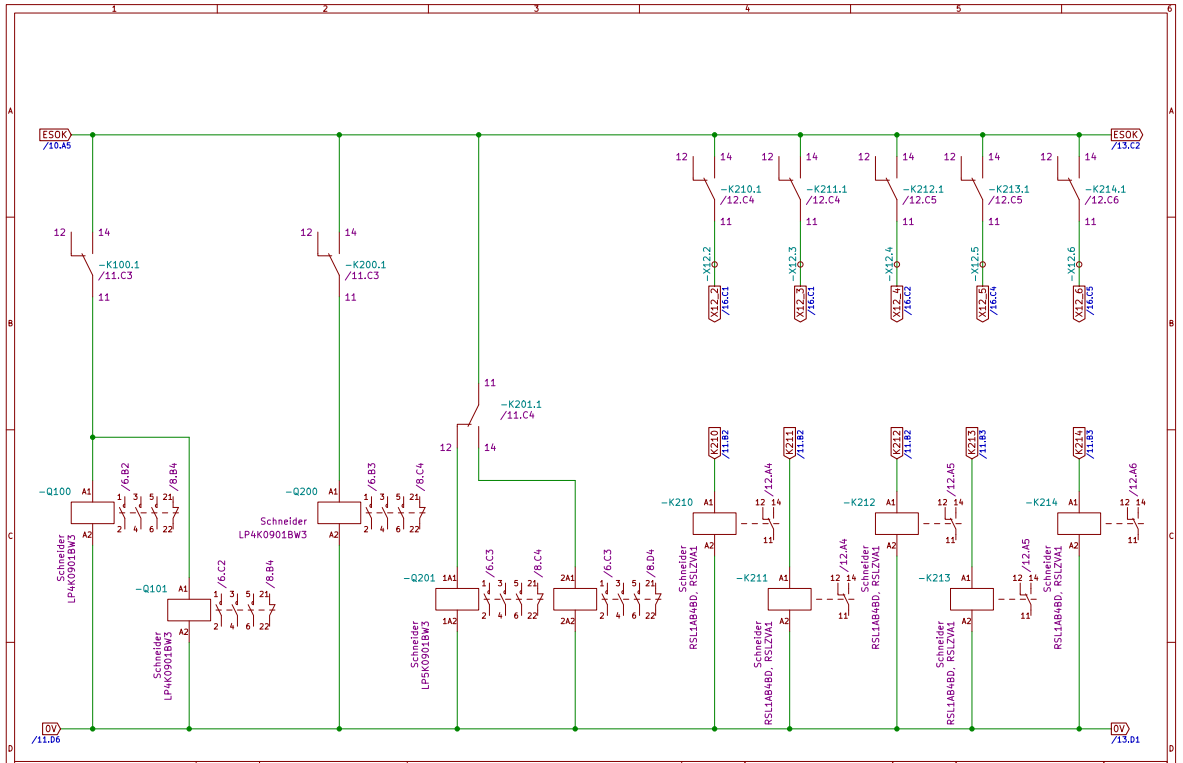 1 2 3 4 5 6
A A
ESOK ESOK
/10.A5 /13.C2
12 14 12 14 12 14 12 14 12 14
-K210.1 -K211.1 -K212.1 -K213.1 -K214.1
/12.C4 /12.C4 /12.C5 /12.C5 /12.C6
11 11 11 11 11
12 14 12 14
-K100.1 -K200.1
/11.C3 /11.C3
11 11
-X12.2 -X12.3 -X12.4 -X12.5 -X12.6
X12_2 X12_3 X12_4 X12_5 X12_6
/16.C1 /16.C1 /16.C2 /16.C4 /16.C5
B B
11
-K201.1
/11.C4
12 14
K210 K211 K212 K213 K214
/11.B2 /11.B2 /11.B2 /11.B3 /11.B3
/6.B2 /8.B4 /6.B3 /8.C4 /12.A4 /12.A5 /12.A6
-Q100 A1 1 3 5 21
2 4 6 22
A2
Schneider
LP4K0901BW3
-Q200 A1 1 3 5 21
2 4 6 22
A2
Schneider
LP4K0901BW3
-K210 A1 12 14
11
A2
Schneider
RSL1AB4BD, RSLZVA1
-K212 A1 12 14
11
A2
Schneider
RSL1AB4BD, RSLZVA1
-K214 A1 12 14
11
A2
Schneider
RSL1AB4BD, RSLZVA1
C C
/6.C2 /8.B4 /6.C3 /8.C4 /6.C3 /8.D4 /12.A4 /12.A5
-Q101 A1 1 3 5 21
2 4 6 22
A2
Schneider
LP4K0901BW3
-Q201 1A1 1 3 5 21
2 4 6 22
1A2
Schneider
LP5K0901BW3
2A1 1 3 5 21
2 4 6 22
2A2
-K211 A1 12 14
11
A2
Schneider
RSL1AB4BD, RSLZVA1
-K213 A1 12 14
11
A2
Schneider
RSL1AB4BD, RSLZVA1
0V 0V
/11.D6 /13.D1
D D